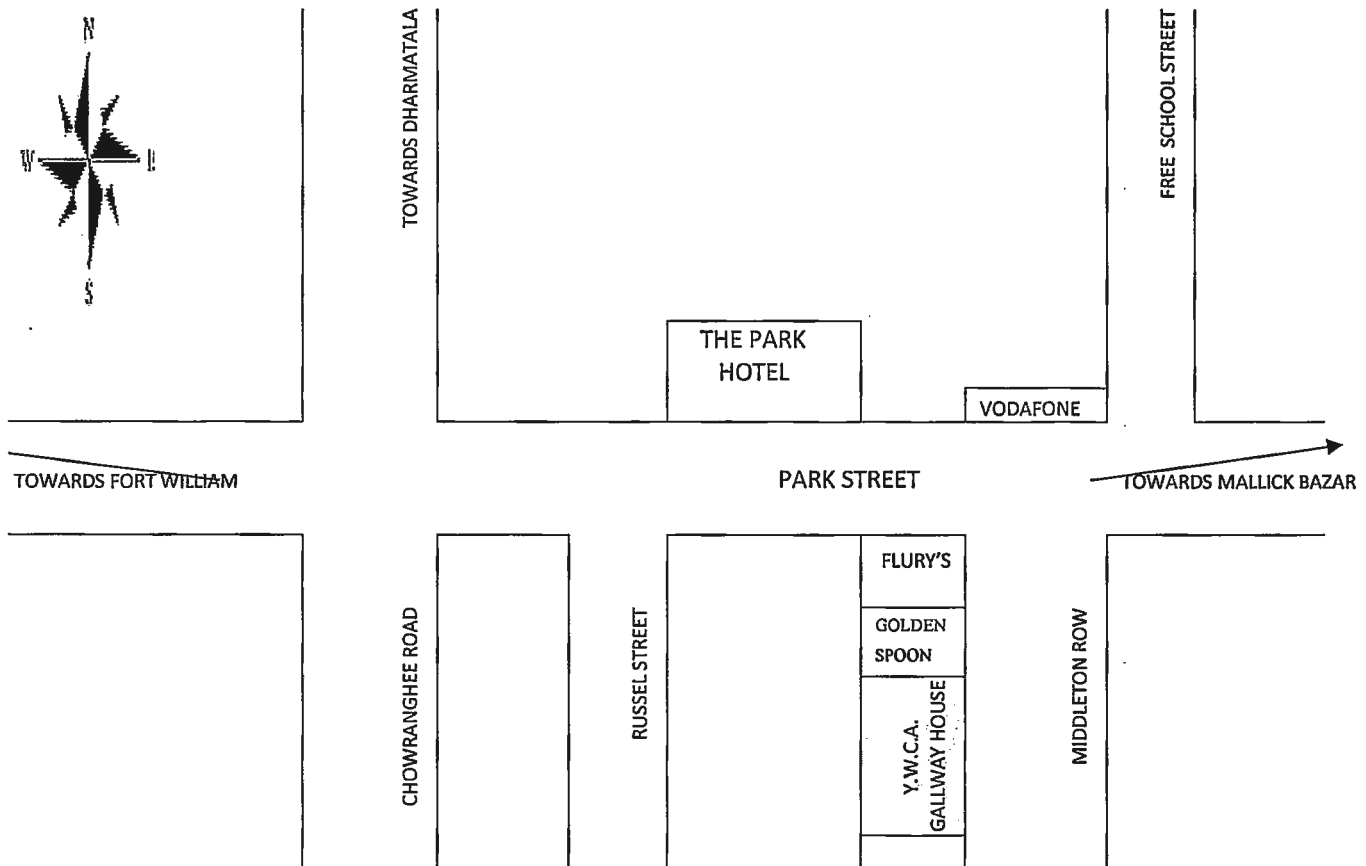 N
W
S
TOWARDS DHARMATALA
FREE SCHOOL STREET
THE PARK
HOTEL
VODAFONE
TOWARDS FORT WILLIAM
PARK STREET
TOWARDS MALLICK BAZAR
FLURY'S
GOLDEN
SPOON
Y.W.C.A.
GALLWAY HOUSE
CHOWRANGHEE ROAD
RUSSEL STREET
MIDDLETON ROW